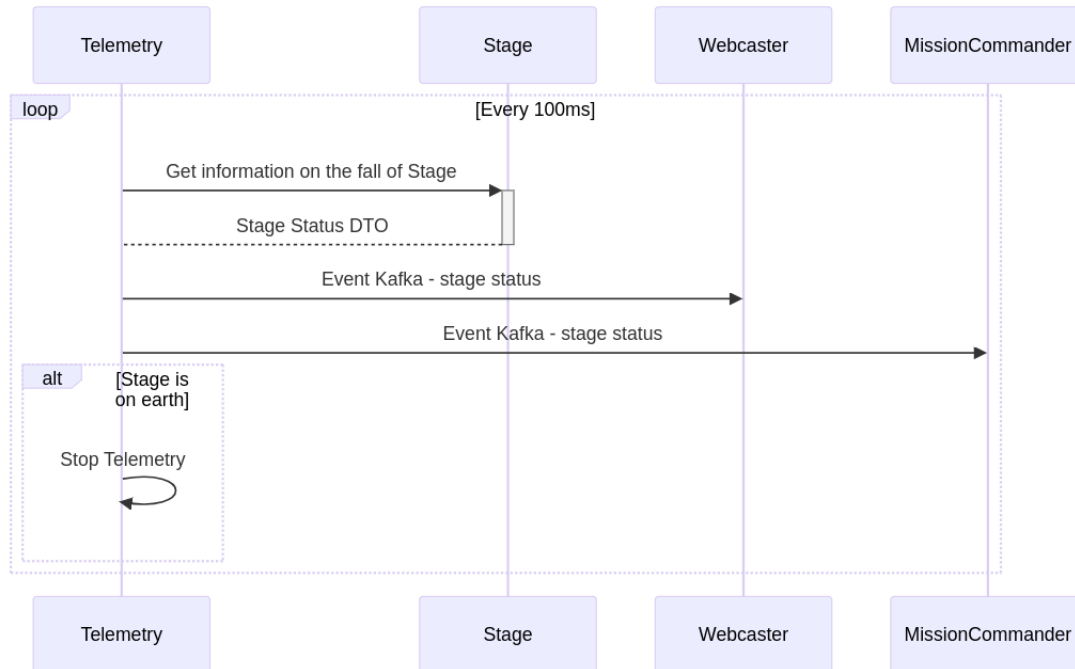 Telemetry
Stage
Webcaster
MissionCommander
loop
[Every 100ms]
Get information on the fall of Stage
Stage Status DTO
Event Kafka - stage status
Event Kafka - stage status
alt
[Stage is
on earth]
Stop Telemetry
Telemetry
Stage
Webcaster
MissionCommander